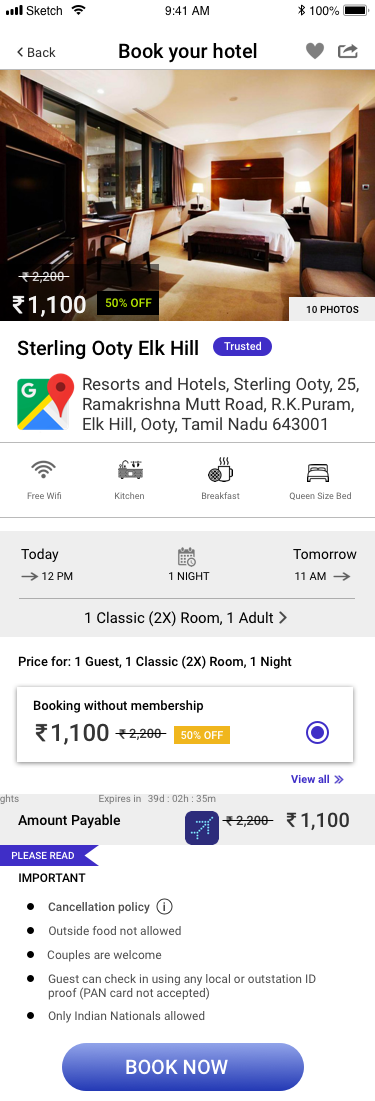 Sketch
9:41 AM
100%
Back
Book your hotel
₹2,200
₹1,100
50% OFF
10 PHOTOS
Sterling Ooty Elk Hill
Trusted
G
Resorts and Hotels, Sterling Ooty, 25,
Ramakrishna Mutt Road, R.K.Puram,
Elk Hill, Ooty, Tamil Nadu 643001
Free Wifi
Kitchen
Breakfast
Queen Size Bed
Today
Tomorrow
12 PM
1 NIGHT
11 AM
1 Classic (2X) Room, 1 Adult
Price for: 1 Guest, 1 Classic (2X) Room, 1 Night
Booking without membership
₹1,100 ₹2,200 50% OFF
View all
ghts
Expires in 39d : 02h : 35m
Amount Payable
₹2,200 ₹1,100
PLEASE READ
IMPORTANT
Cancellation policy i
Outside food not allowed
Couples are welcome
Guest can check in using any local or outstation ID
proof (PAN card not accepted)
Only Indian Nationals allowed
BOOK NOW